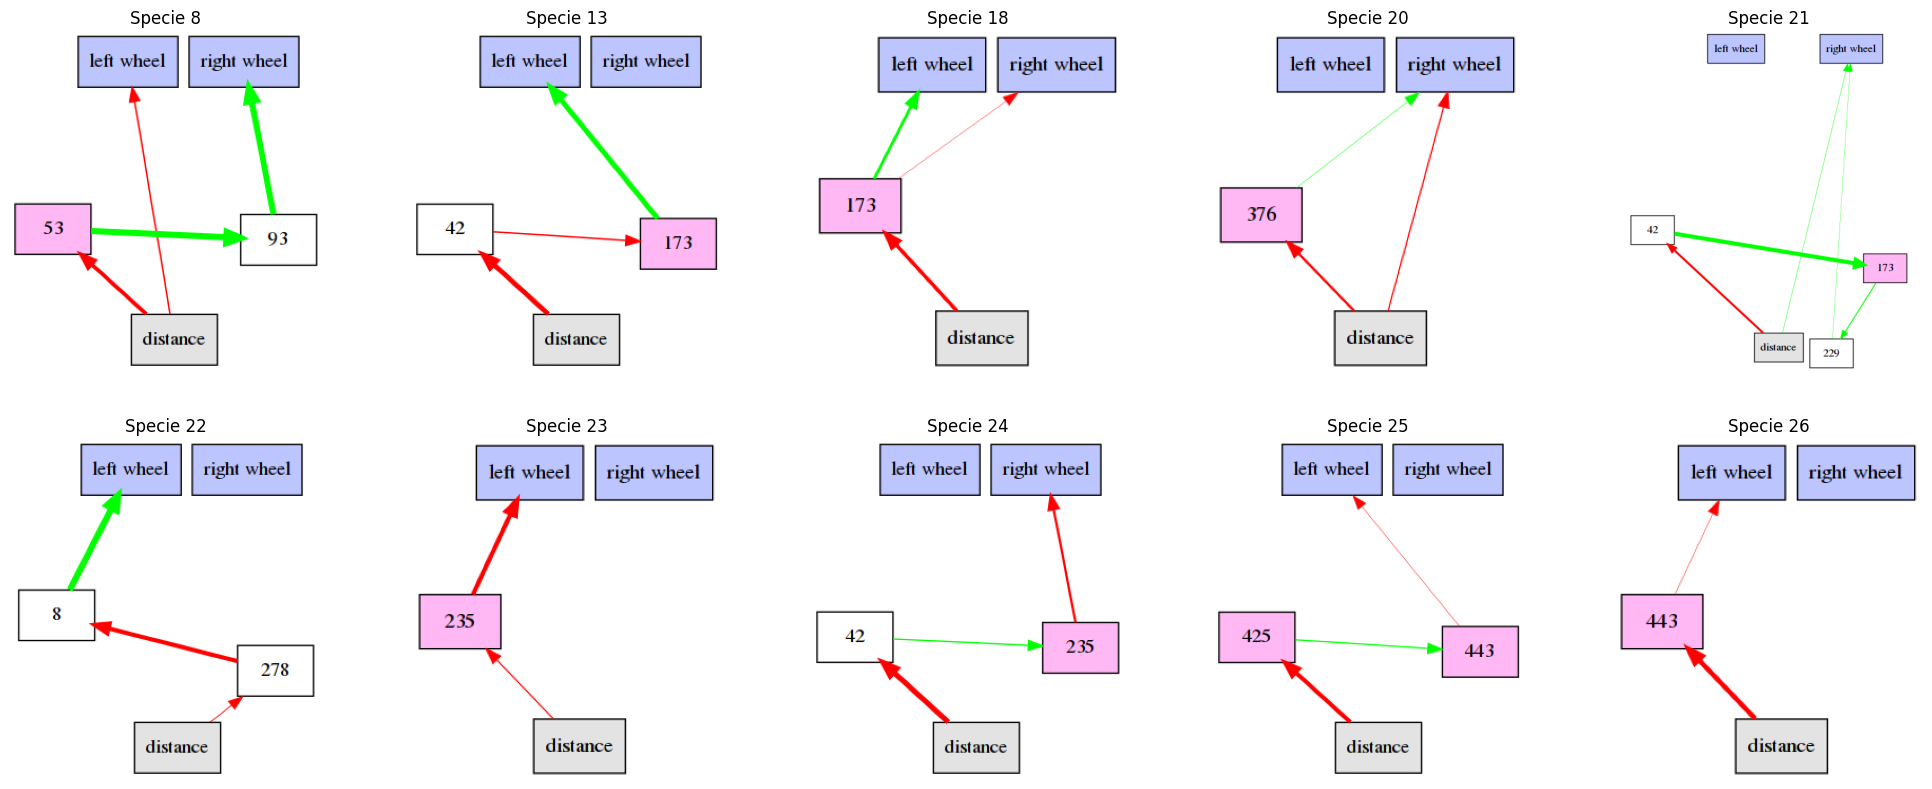 Specie 8
left wheel
right wheel
53
93
distance
Specie 13
left wheel
right wheel
42
173
distance
Specie 18
left wheel
right wheel
173
distance
Specie 20
left wheel
right wheel
376
distance
Specie 21
left wheel
right wheel
42
173
distance
229
Specie 22
left wheel
right wheel
8
278
distance
Specie 23
left wheel
right wheel
235
distance
Specie 24
left wheel
right wheel
42
235
distance
Specie 25
left wheel
right wheel
425
443
distance
Specie 26
left wheel
right wheel
443
distance